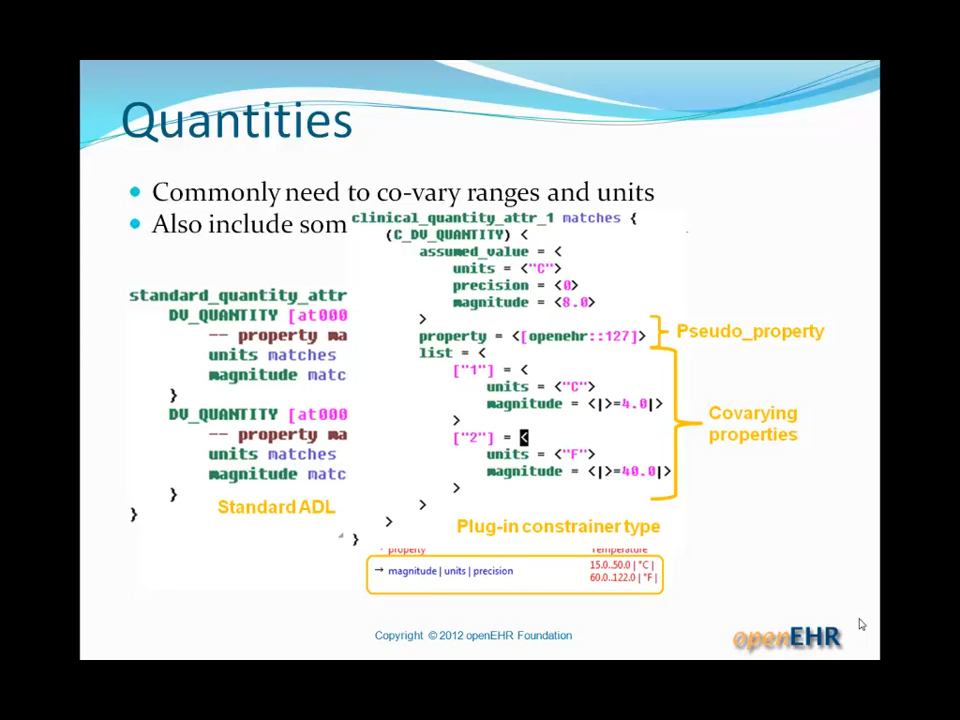 Quantities
Commonly need to co-vary ranges and units
Also include som
clinical_quantity_attr_1 matches {
(C_DV_QUANTITY) <
assumed_value = <
units = <"C">
precision = <0>
magnitude = <8.0>
>
property = <[openehr::127]>
list = <
["1"] = <
units = <"C">
magnitude = <|>=4.0|>
>
["2"] = <
units = <"F">
magnitude = <|>=40.0|>
>
>
>
}
Pseudo_property
Covarying
properties
Plug-in constrainer type
standard_quantity_attr
DV_QUANTITY [at000
-- property ma
units matches
magnitude matc
}
DV_QUANTITY [at000
-- property ma
units matches
magnitude matc
}
}
Standard ADL
property Temperature
→ magnitude | units | precision 15.0..50.0 | °C |
60.0..122.0 | °F |
Copyright © 2012 openEHR Foundation
openEHR